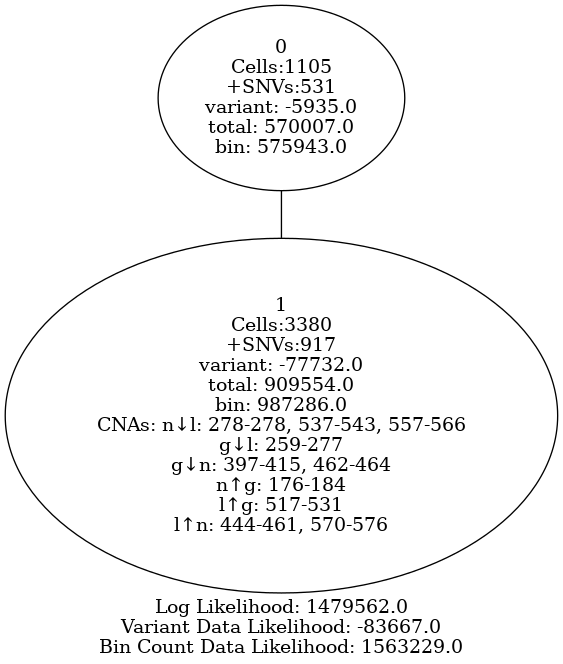 0
Cells:1105
+SNVs:531
variant: -5935.0
total: 570007.0
bin: 575943.0
1
Cells:3380
+SNVs:917
variant: -77732.0
total: 909554.0
bin: 987286.0
CNAs: n↓l: 278-278, 537-543, 557-566
g↓l: 259-277
g↓n: 397-415, 462-464
n↑g: 176-184
l↑g: 517-531
l↑n: 444-461, 570-576
Log Likelihood: 1479562.0
Variant Data Likelihood: -83667.0
Bin Count Data Likelihood: 1563229.0